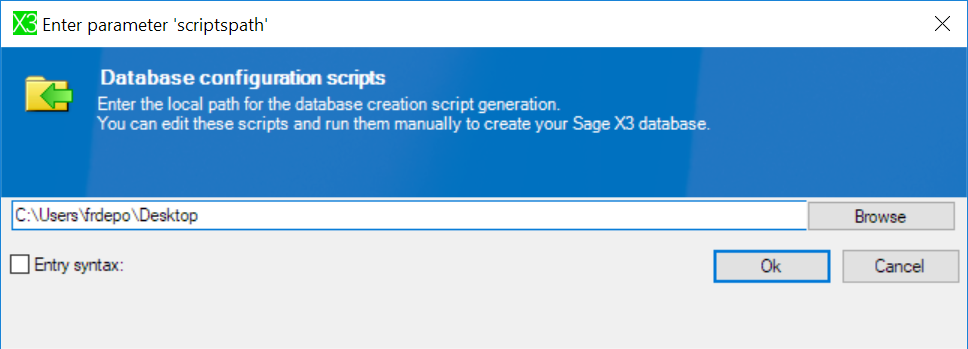 X3 Enter parameter 'scriptspath'
Database configuration scripts
Enter the local path for the database creation script generation.
You can edit these scripts and run them manually to create your Sage X3 database.
C:\Users\frdepo\Desktop
Browse
Entry syntax:
Ok
Cancel